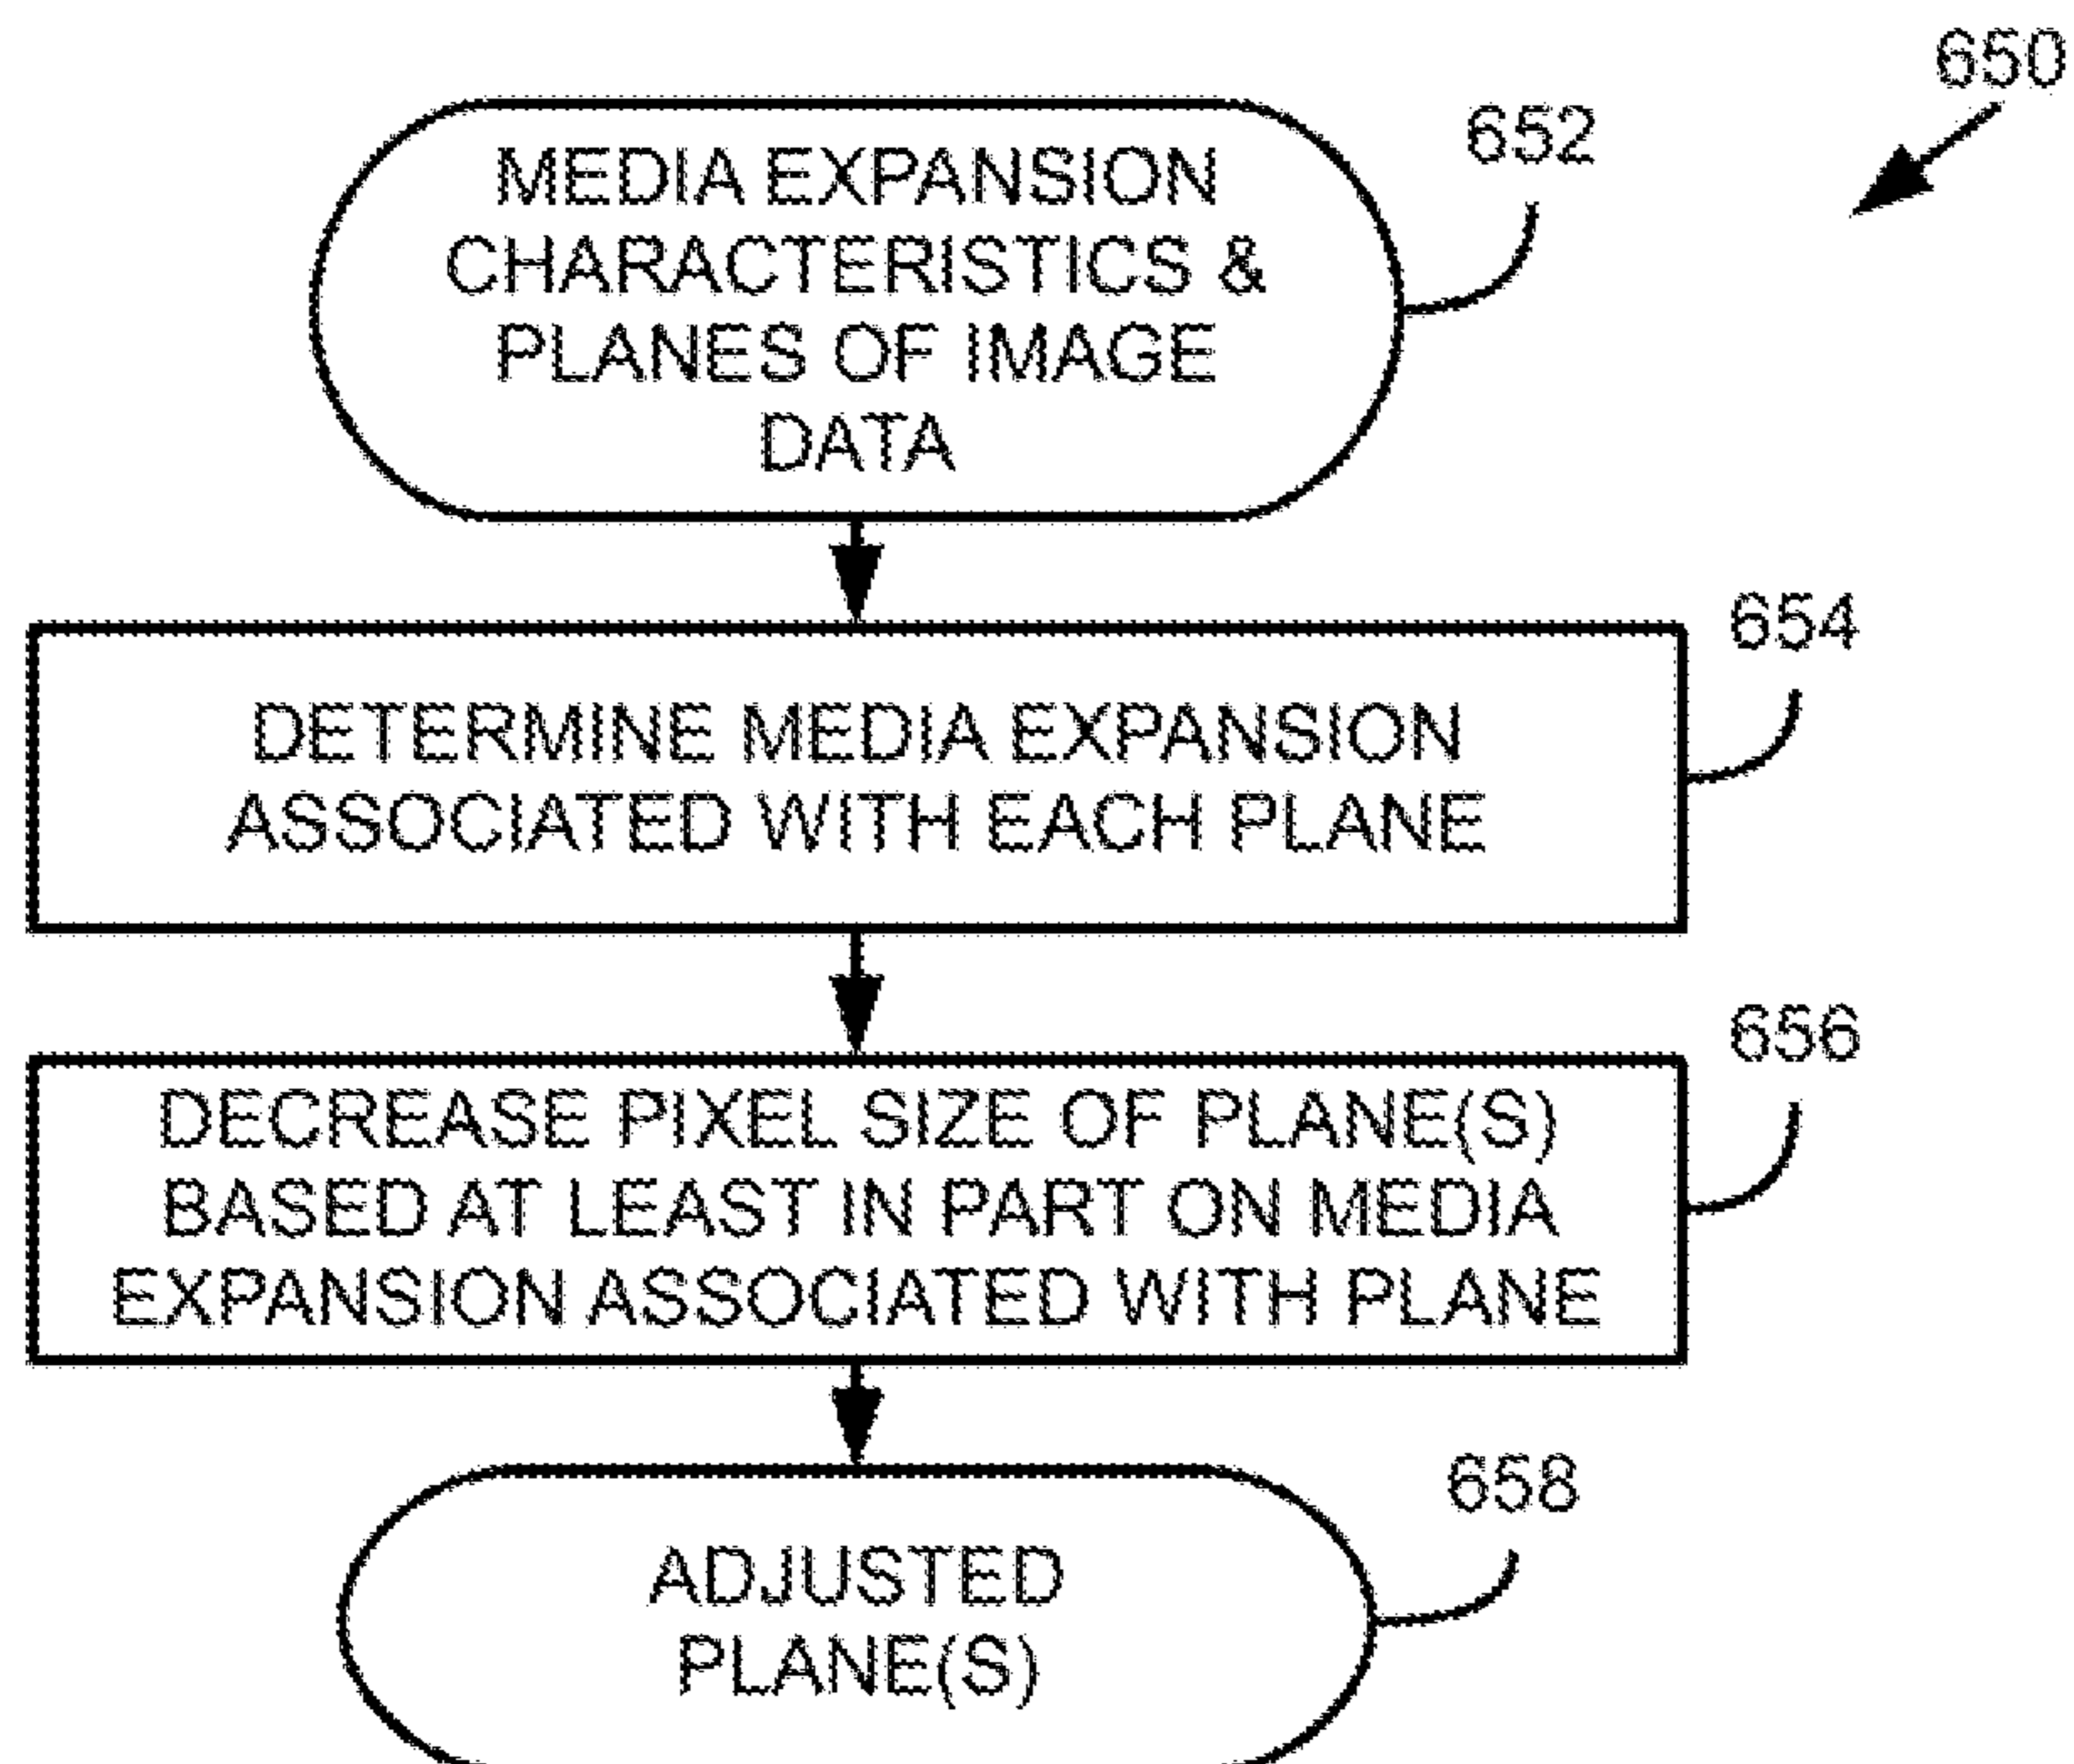 650
652
MEDIA EXPANSION
CHARACTERISTICS &
PLANES OF IMAGE
DATA
654
DETERMINE MEDIA EXPANSION
ASSOCIATED WITH EACH PLANE
656
DECREASE PIXEL SIZE OF PLANE(S)
BASED AT LEAST IN PART ON MEDIA
EXPANSION ASSOCIATED WITH PLANE
658
ADJUSTED
PLANE(S)